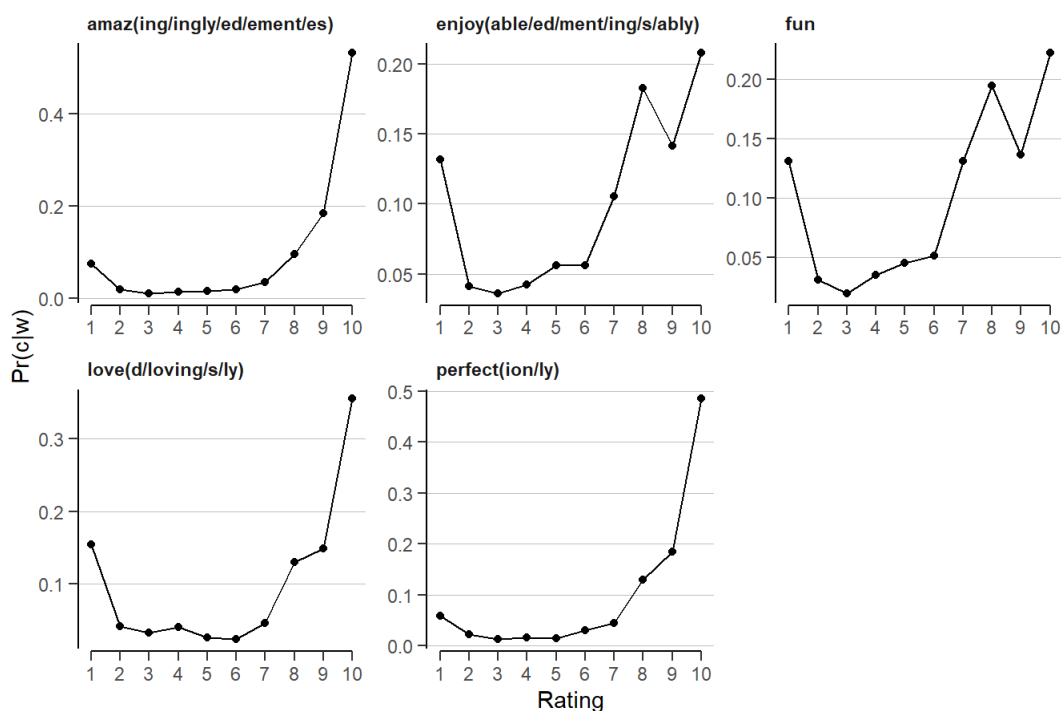 amaz(ing/ingly/ed/ement/es)
enjoy(able/ed/ment/ing/s/ably)
fun
0.4
0.2
0.0
1 2 3 4 5 6 7 8 9 10
0.20
0.15
0.10
0.05
1 2 3 4 5 6 7 8 9 10
0.20
0.15
0.10
0.05
1 2 3 4 5 6 7 8 9 10
Pr(c|w)
love(d/loving/s/ly)
perfect(ion/ly)
0.3
0.2
0.1
1 2 3 4 5 6 7 8 9 10
0.5
0.4
0.3
0.2
0.1
0.0
1 2 3 4 5 6 7 8 9 10
Rating